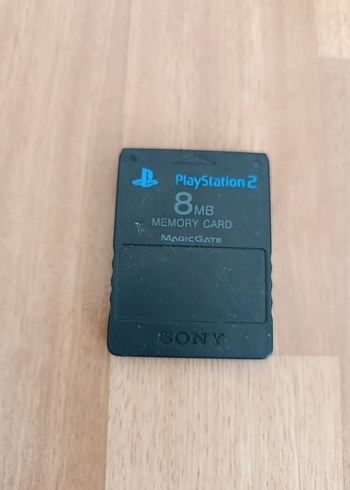 PlayStation 2
8MB
MEMORY CARD
MAGICGATE
SONY